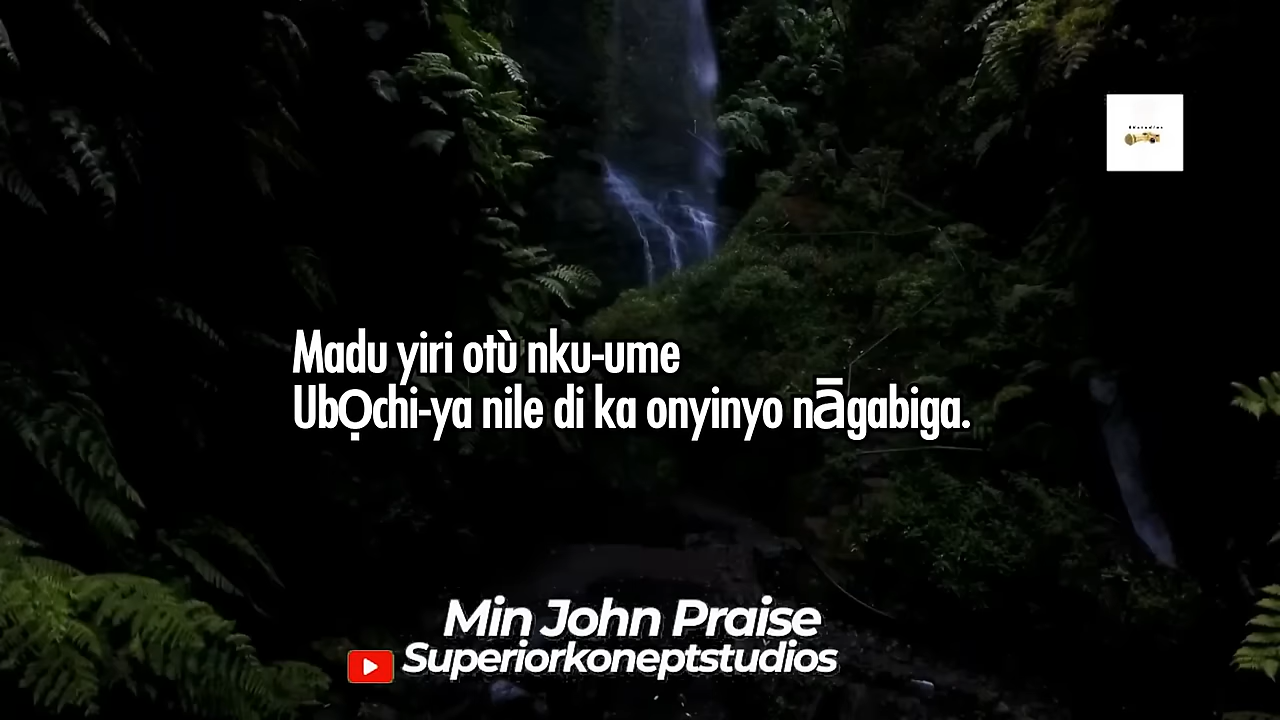 Madu yiri otù nku-ume
Ubọchi-ya nile di ka onyinyo nāgabiga.
Min John Praise
Superiorkoneptstudios